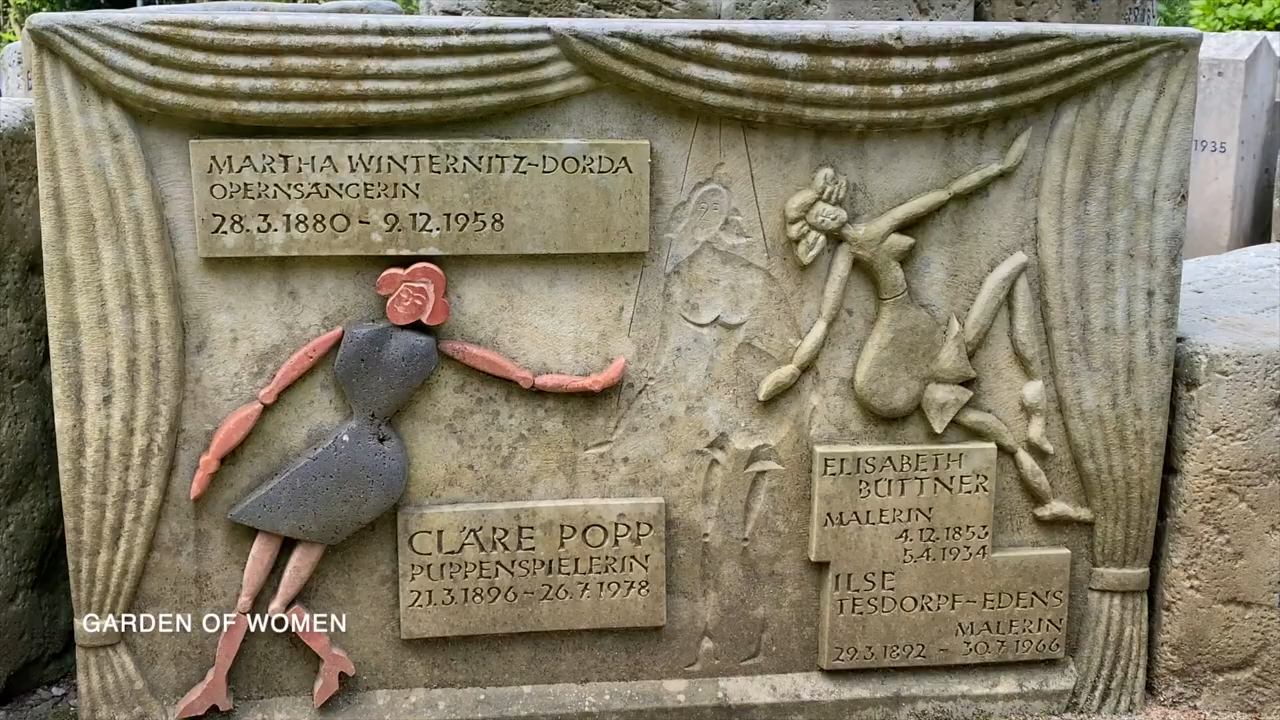 MARTHA WINTERNITZ-DORDA
OPERNSÄNGERIN
28.3.1880 - 9.12.1958
CLÄRE POPP
PUPPENSPIELERIN
21.3.1896 - 26.7.1978
ELISABETH
BÜTTNER
MALERIN
4.12.1853
5.4.1934
ILSE
TESDORPF-EDENS
MALERIN
29.3.1892 - 30.7.1966
1935
GARDEN OF WOMEN